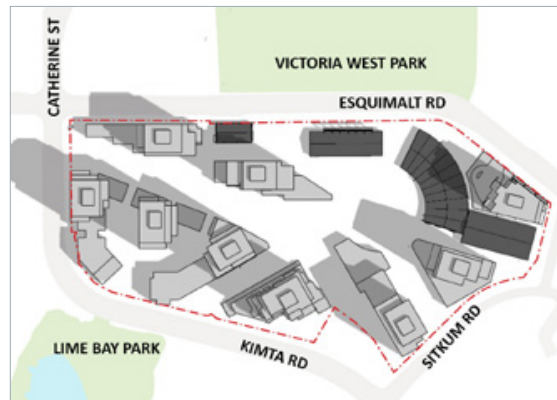 CATHERINE ST
VICTORIA WEST PARK
ESQUIMALT RD
LIME BAY PARK
KIMTA RD
SITKUM RD